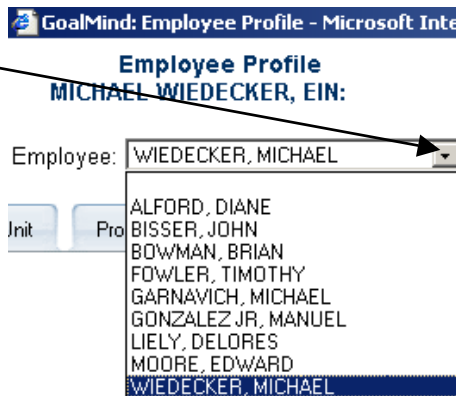 GoalMind: Employee Profile - Microsoft Inte
Employee Profile
MICHAEL WIEDECKER, EIN:
Employee: WIEDECKER, MICHAEL
ALFORD, DIANE
Unit Pro BISSER, JOHN
BOWMAN, BRIAN
FOWLER, TIMOTHY
GARNAVICH, MICHAEL
GONZALEZ JR, MANUEL
LIELY, DELORES
MOORE, EDWARD
WIEDECKER, MICHAEL